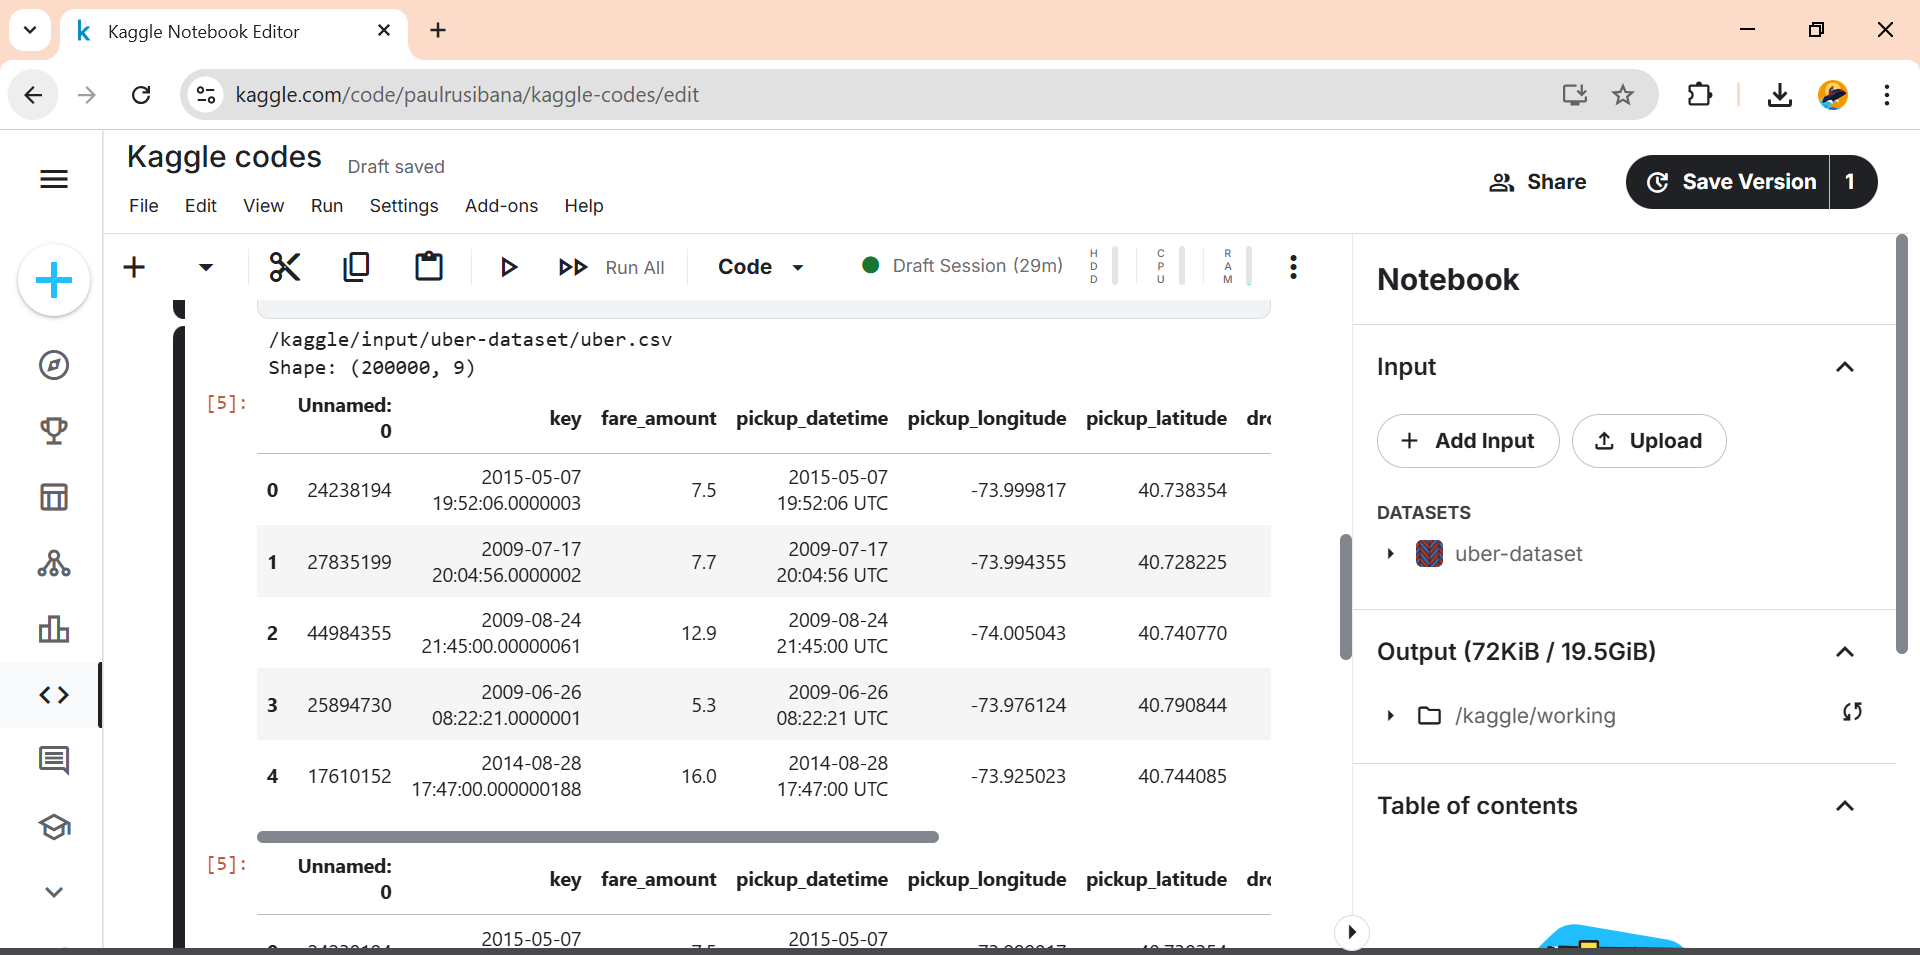 Kaggle Notebook Editor
kaggle.com/code/paulrusibana/kaggle-codes/edit
Kaggle codes Draft saved
File Edit View Run Settings Add-ons Help
Share
Save Version 1
Run All
Code
Draft Session (29m)
HDD
CPU
RAM
/kaggle/input/uber-dataset/uber.csv
Shape: (200000, 9)
[5]:
Unnamed: 0 key fare_amount pickup_datetime pickup_longitude pickup_latitude
0 24238194 2015-05-07 19:52:06.0000003 7.5 2015-05-07 19:52:06 UTC -73.999817 40.738354
1 27835199 2009-07-17 20:04:56.0000002 7.7 2009-07-17 20:04:56 UTC -73.994355 40.728225
2 44984355 2009-08-24 21:45:00.00000061 12.9 2009-08-24 21:45:00 UTC -74.005043 40.740770
3 25894730 2009-06-26 08:22:21.0000001 5.3 2009-06-26 08:22:21 UTC -73.976124 40.790844
4 17610152 2014-08-28 17:47:00.000000188 16.0 2014-08-28 17:47:00 UTC -73.925023 40.744085
[5]:
Unnamed: 0 key fare_amount pickup_datetime pickup_longitude pickup_latitude
2015-05-07 2015-05-07
Notebook
Input
Add Input
Upload
DATASETS
uber-dataset
Output (72KiB / 19.5GiB)
/kaggle/working
Table of contents